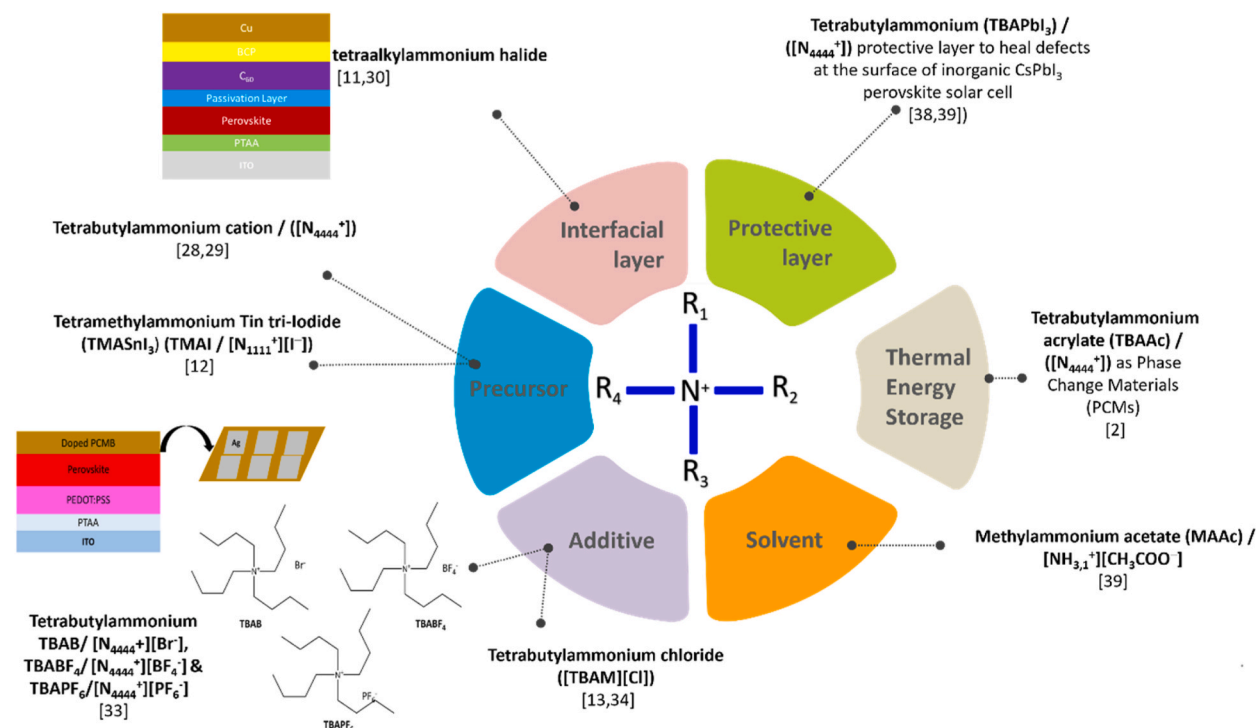 Cu
BCP
C₆₀
Passivation Layer
Perovskite
PTAA
ITO
tetraalkylammonium halide
[11,30]
Tetrabutylammonium (TBAPbI₃) /
([N₄₄₄₄⁺]) protective layer to heal defects
at the surface of inorganic CsPbI₃
perovskite solar cell
[38,39])
Interfacial
layer
Protective
layer
Tetrabutylammonium cation / ([N₄₄₄₄⁺])
[28,29]
Tetramethylammonium Tin tri-Iodide
(TMASnI₃) (TMAI / [N₁₁₁₁⁺][I⁻])
[12]
Precursor
R₁
R₄
N⁺
R₂
R₃
Thermal
Energy
Storage
Tetrabutylammonium
acrylate (TBAAc) /
([N₄₄₄₄⁺]) as Phase
Change Materials
(PCMs)
[2]
Doped PCMB
Perovskite
PEDOT:PSS
PTAA
ITO
Ag
Additive
Solvent
Methylammonium acetate (MAAc) /
[NH₃,₁⁺][CH₃COO⁻]
[39]
N⁺
Br⁻
TBAB
N⁺
BF₄⁻
TBABF₄
N⁺
PF₆⁻
Tetrabutylammonium
TBAB/ [N₄₄₄₄+][Br⁻],
TBABF₄/ [N₄₄₄₄⁺][BF₄⁻] &
TBAPF₆/[N₄₄₄₄⁺][PF₆⁻]
[33]
Tetrabutylammonium chloride
([TBAM][Cl])
[13,34]